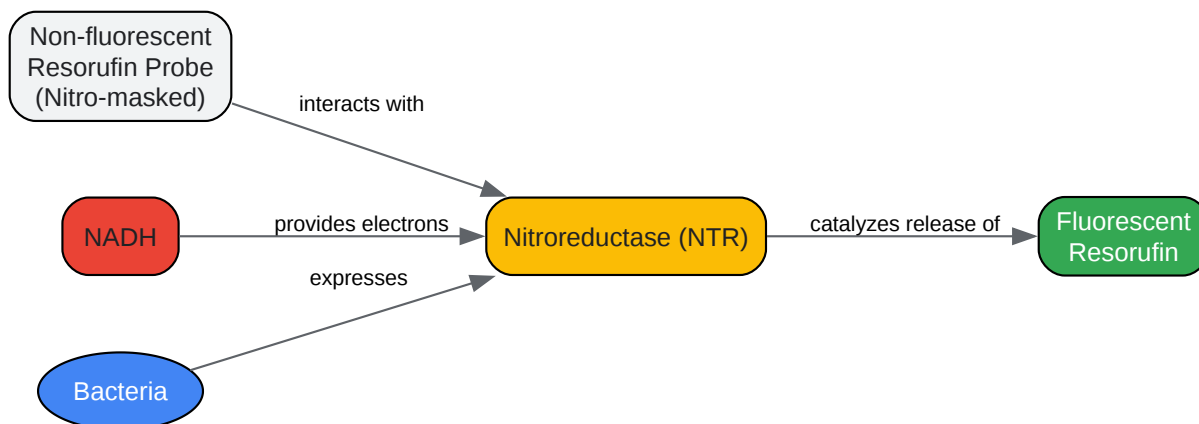 Non-fluorescent
Resorufin Probe
(Nitro-masked)
interacts with
NADH
provides electrons
Nitroreductase (NTR)
catalyzes release of
Fluorescent
Resorufin
expresses
Bacteria